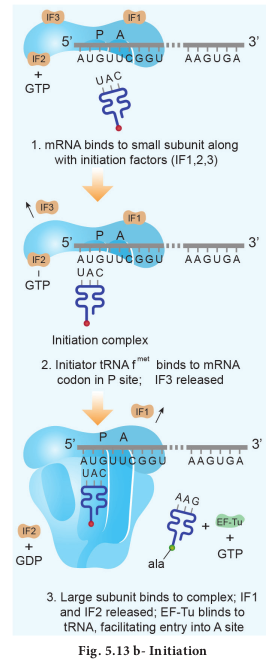 IF3 IF1
5' P A 3'
AUGUUCGGU AAGUGA
IF2
+
GTP
UAC
1. mRNA binds to small subunit along
with initiation factors (IF1,2,3)
IF3
IF1
5' P A 3'
AUGUUCGGU AAGUGA
IF2
–
GTP
UAC
Initiation complex
2. Initiator tRNA fmet binds to mRNA
codon in P site; IF3 released
IF1
5' P A 3'
AUGUUCGGU AAGUGA
UAC
IF2
+
GDP
AAG
+
EF-Tu
+
GTP
ala
3. Large subunit binds to complex; IF1
and IF2 released; EF-Tu blinds to
tRNA, facilitating entry into A site
Fig. 5.13 b- Initiation